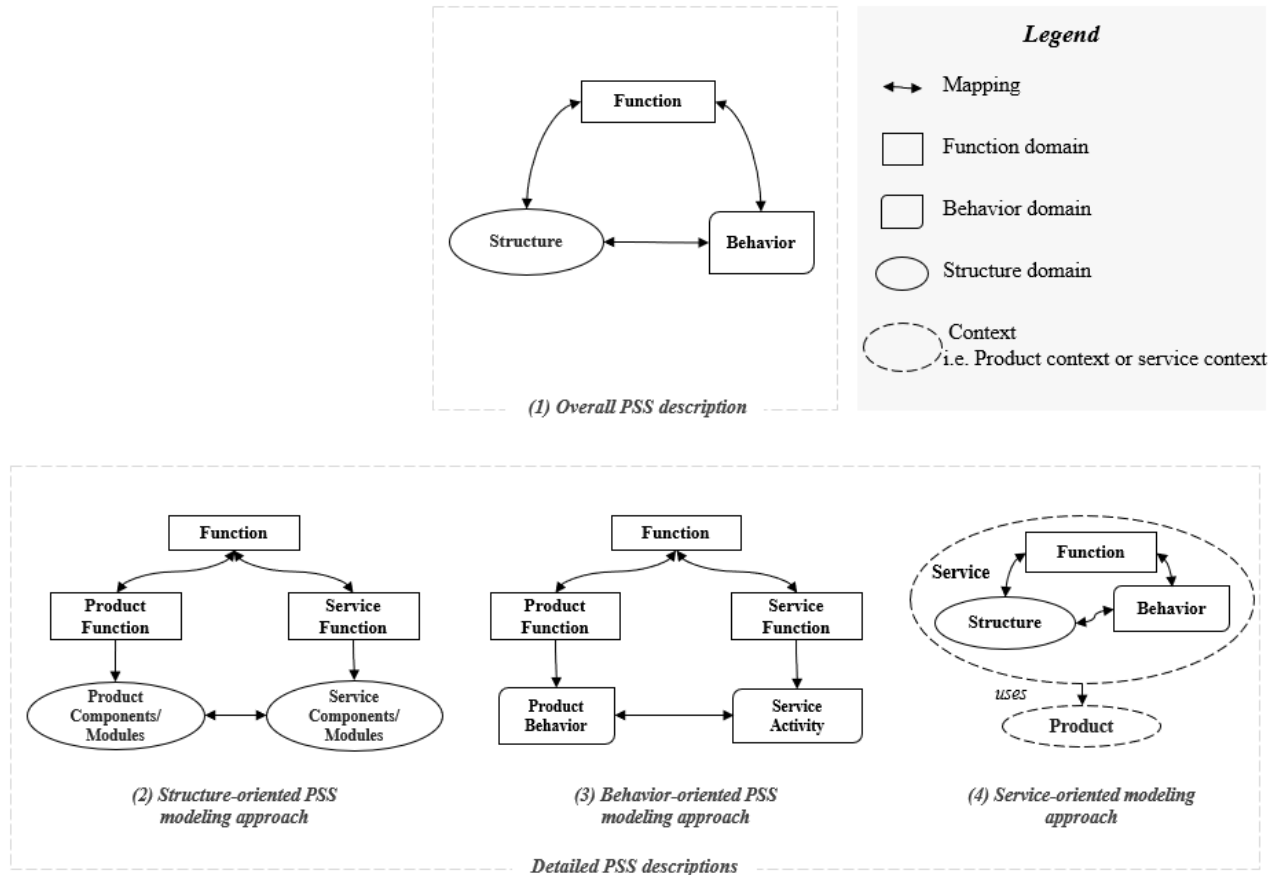 Function
Structure
Behavior
(1) Overall PSS description
Legend
Mapping
Function domain
Behavior domain
Structure domain
Context
i.e. Product context or service context
Function
Product
Function
Service
Function
Product
Components/
Modules
Service
Components/
Modules
(2) Structure-oriented PSS
modeling approach
Function
Product
Function
Service
Function
Product
Behavior
Service
Activity
(3) Behavior-oriented PSS
modeling approach
Function
Service
Structure
Behavior
uses
Product
(4) Service-oriented modeling
approach
Detailed PSS descriptions